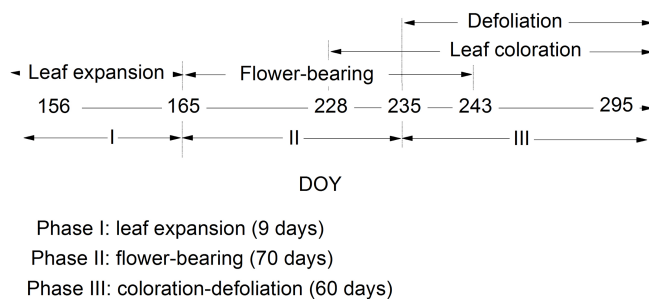 Defoliation
Leaf coloration
Leaf expansion Flower-bearing
156 165 228 235 243 295
I II III
DOY
Phase I: leaf expansion (9 days)
Phase II: flower-bearing (70 days)
Phase III: coloration-defoliation (60 days)